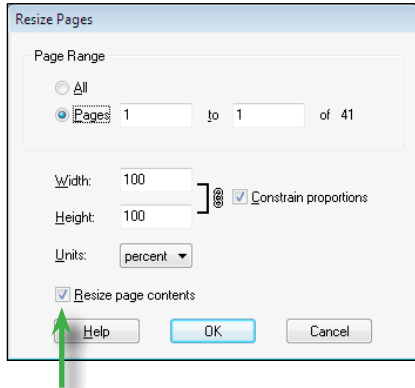 Resize Pages
Page Range
All
Pages 1 to 1 of 41
Width: 100
Constrain proportions
Height: 100
Units: percent
Resize page contents
Help OK Cancel